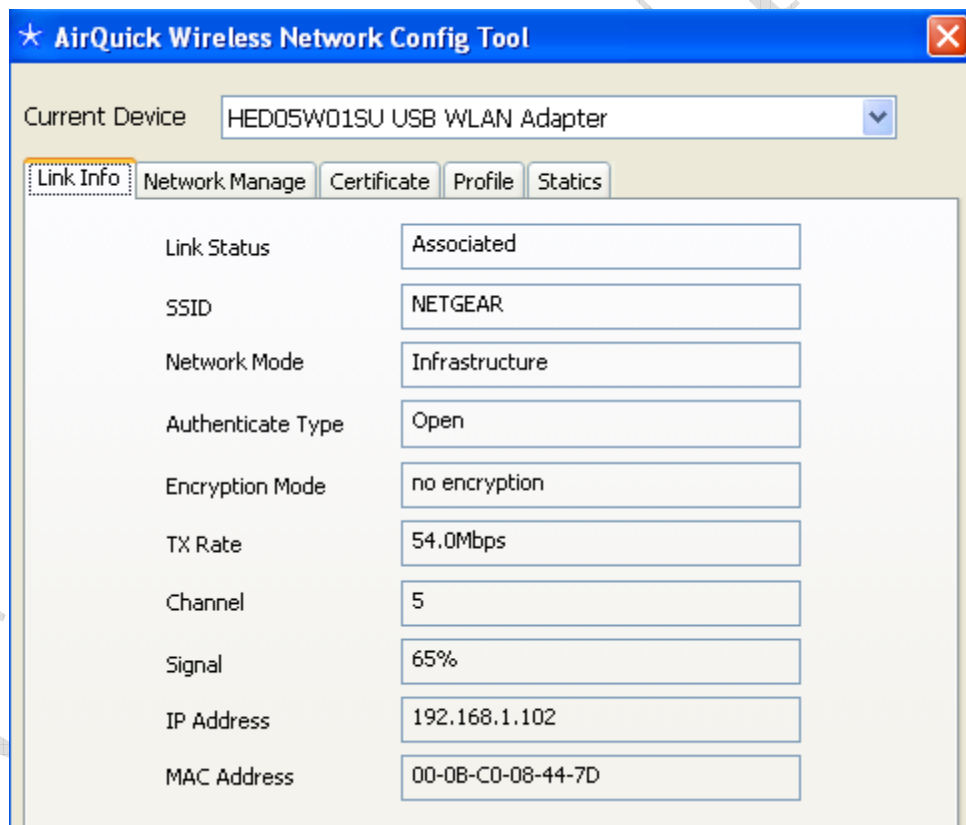 AirQuick Wireless Network Config Tool
Current Device HED05W01SU USB WLAN Adapter
Link Info Network Manage Certificate Profile Statics
Link Status Associated
SSID NETGEAR
Network Mode Infrastructure
Authenticate Type Open
Encryption Mode no encryption
TX Rate 54.0Mbps
Channel 5
Signal 65%
IP Address 192.168.1.102
MAC Address 00-0B-C0-08-44-7D